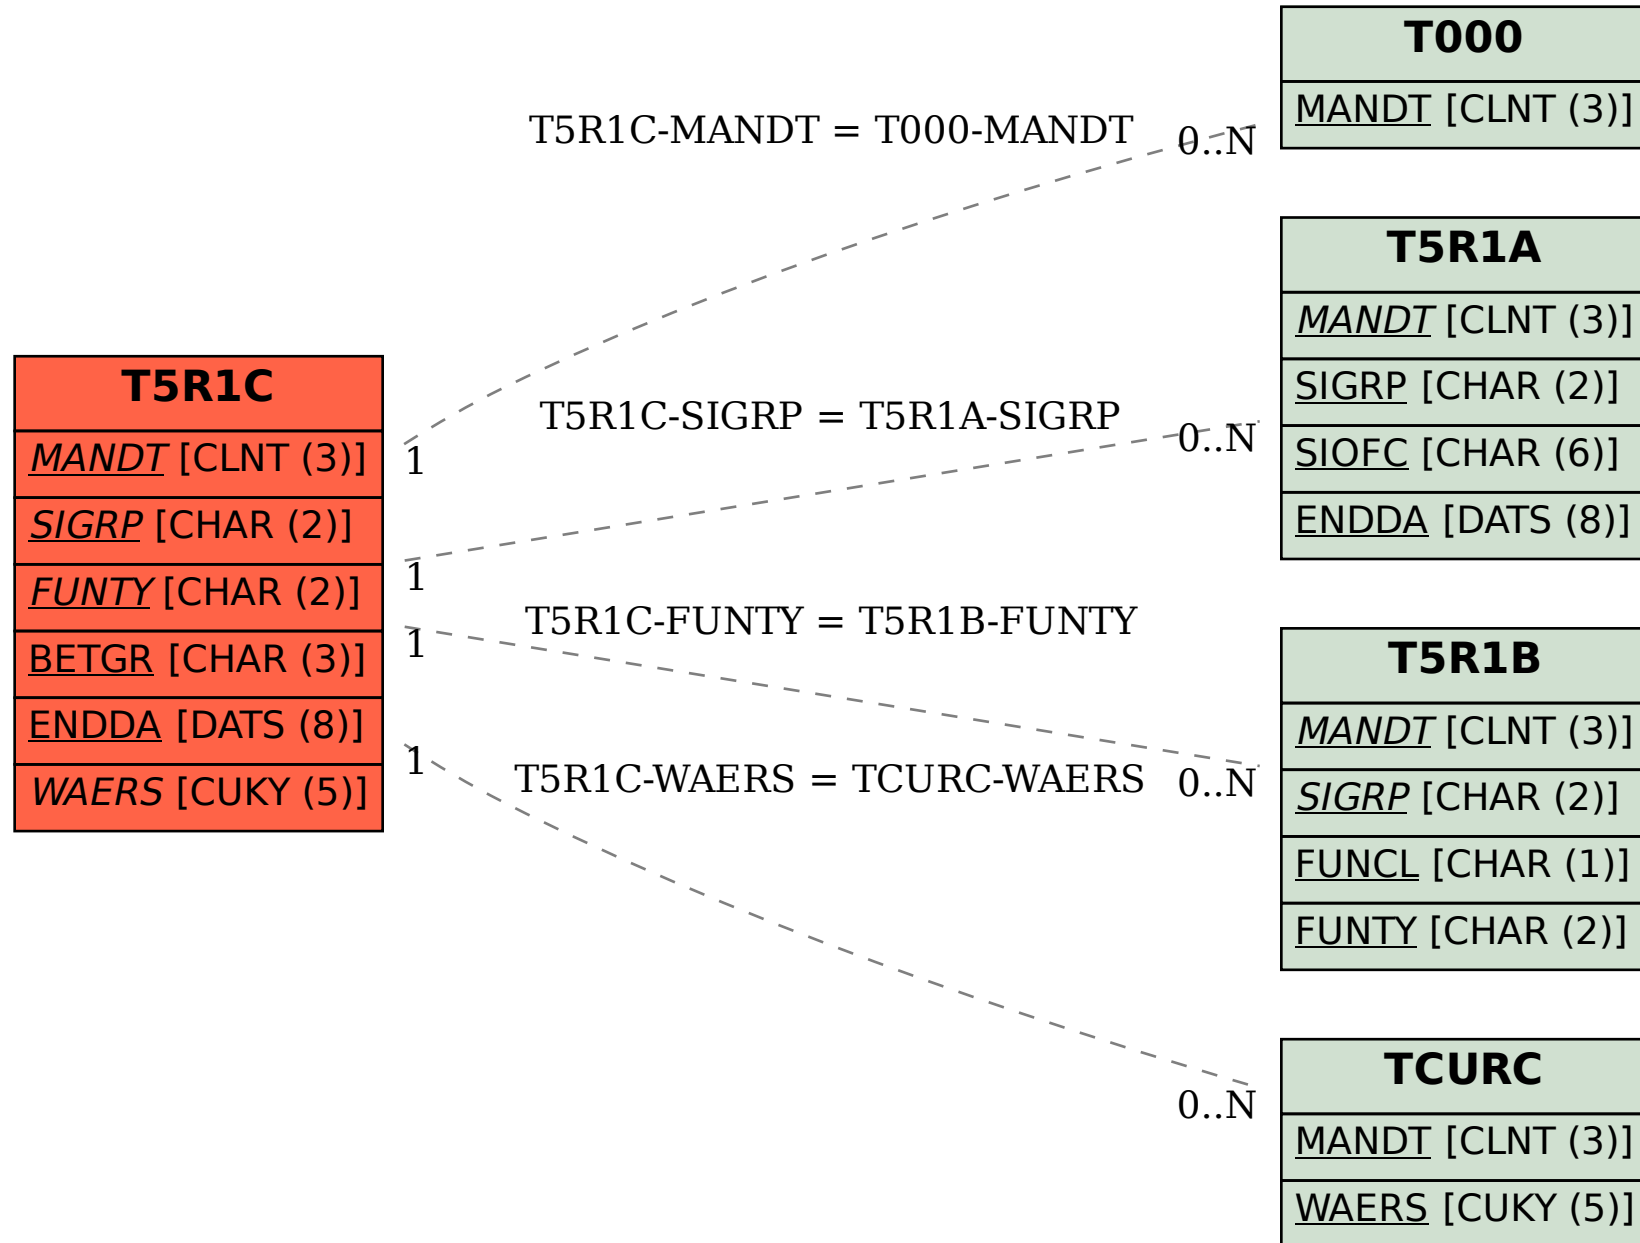 T000
MANDT [CLNT (3)]
T5R1C-MANDT = T000-MANDT
0..N
T5R1A
MANDT [CLNT (3)]
SIGRP [CHAR (2)]
SIOFC [CHAR (6)]
ENDDA [DATS (8)]
T5R1C
MANDT [CLNT (3)]
SIGRP [CHAR (2)]
FUNTY [CHAR (2)]
BETGR [CHAR (3)]
ENDDA [DATS (8)]
WAERS [CUKY (5)]
1
T5R1C-SIGRP = T5R1A-SIGRP
0..N
1
T5R1C-FUNTY = T5R1B-FUNTY
1
0..N
T5R1B
MANDT [CLNT (3)]
SIGRP [CHAR (2)]
FUNCL [CHAR (1)]
FUNTY [CHAR (2)]
1
T5R1C-WAERS = TCURC-WAERS
0..N
TCURC
MANDT [CLNT (3)]
WAERS [CUKY (5)]